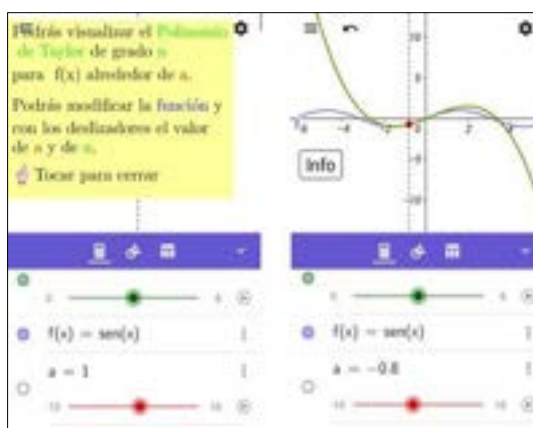 Podrás visualizar el Polinomio
de Taylor de grado n
para f(x) alrededor de a.
Podrás modificar la función y
con los deslizadores el valor
de a y de n.
Tocar para cerrar
f(x) = sen(x)
a = 1
Info
f(x) = sen(x)
a = −0.8